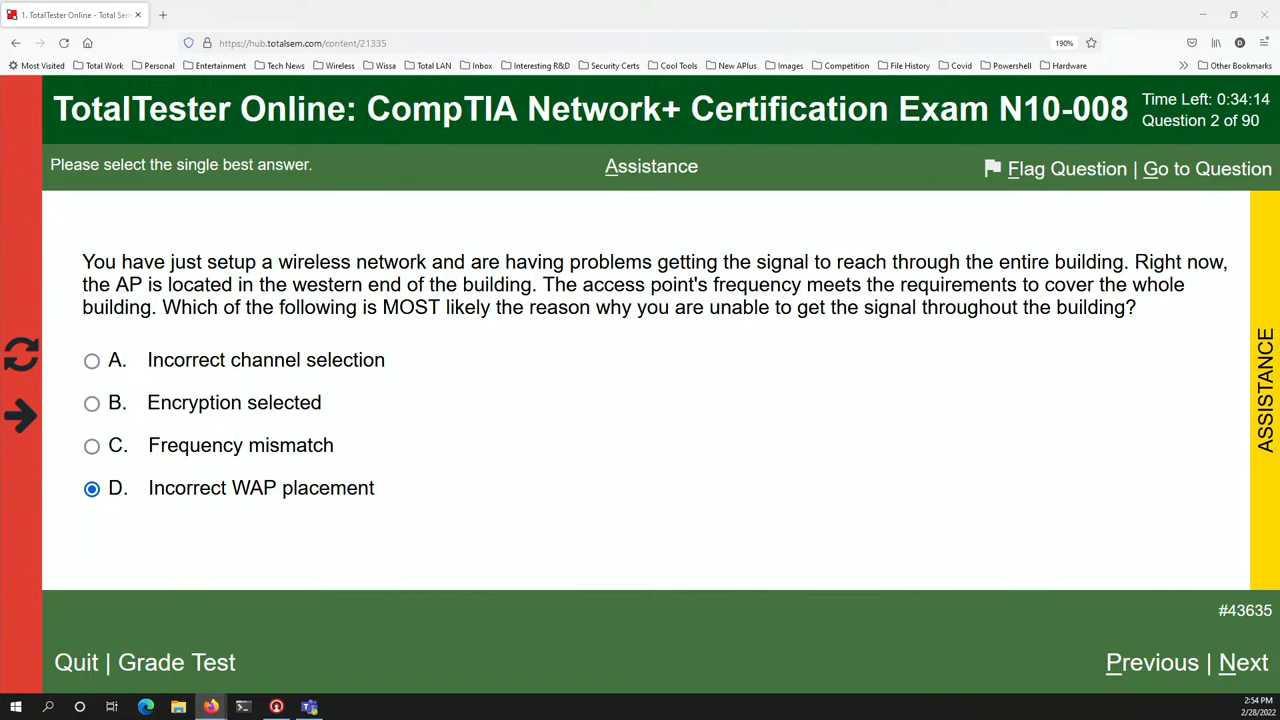 1. TotalTester Online - Total Sem
https://hub.totalsem.com/content/21335
190%
Most Visited Total Work Personal Entertainment Tech News Wireless Wissa Total LAN Inbox Interesting R&D Security Certs Cool Tools New APlus Images Competition File History Covid Powershell Hardware Other Bookmarks
TotalTester Online: CompTIA Network+ Certification Exam N10-008
Time Left: 0:34:14
Question 2 of 90
Please select the single best answer.
Assistance
Flag Question | Go to Question
You have just setup a wireless network and are having problems getting the signal to reach through the entire building. Right now,
the AP is located in the western end of the building. The access point's frequency meets the requirements to cover the whole
building. Which of the following is MOST likely the reason why you are unable to get the signal throughout the building?
A. Incorrect channel selection
B. Encryption selected
C. Frequency mismatch
D. Incorrect WAP placement
ASSISTANCE
#43635
Quit | Grade Test
Previous | Next
2:54 PM
2/28/2022